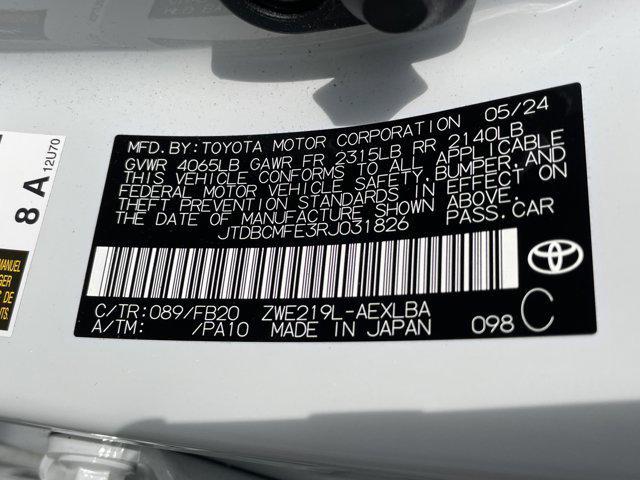 MFD.BY:TOYOTA MOTOR CORPORATION 05/24
GVWR 4065LB GAWR FR 2315LB RR 2140LB
THIS VEHICLE CONFORMS TO ALL APPLICABLE
FEDERAL MOTOR VEHICLE SAFETY,BUMPER,AND
THEFT PREVENTION STANDARDS IN EFFECT ON
THE DATE OF MANUFACTURE SHOWN ABOVE.
JTDBCMFE3RJ031826 PASS.CAR
C/TR:089/FB20 ZWE219L-AEXLBA
A/TM: /PA10 MADE IN JAPAN 098 C
8 A
12U70
MANUEL
DE